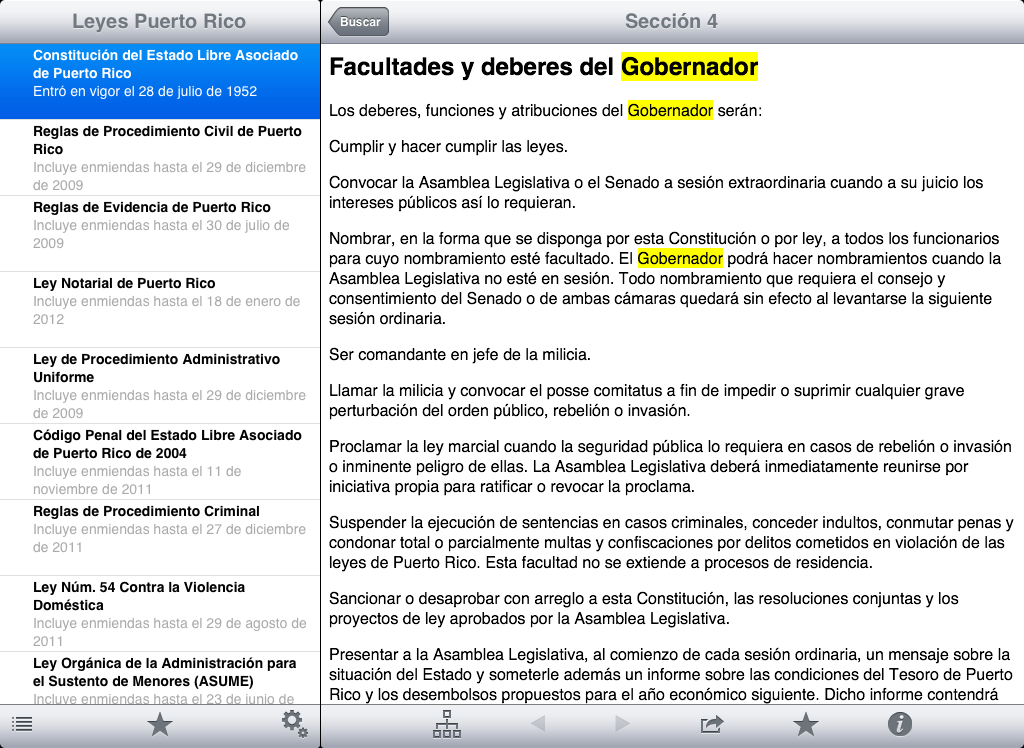 Leyes Puerto Rico
Constitución del Estado Libre Asociado
de Puerto Rico
Entró en vigor el 28 de julio de 1952
Reglas de Procedimiento Civil de Puerto
Rico
Incluye enmiendas hasta el 29 de diciembre
de 2009
Reglas de Evidencia de Puerto Rico
Incluye enmiendas hasta el 30 de julio de
2009
Ley Notarial de Puerto Rico
Incluye enmiendas hasta el 18 de enero de
2012
Ley de Procedimiento Administrativo
Uniforme
Incluye enmiendas hasta el 29 de diciembre
de 2009
Código Penal del Estado Libre Asociado
de Puerto Rico de 2004
Incluye enmiendas hasta el 11 de
noviembre de 2011
Reglas de Procedimiento Criminal
Incluye enmiendas hasta el 27 de diciembre
de 2011
Ley Núm. 54 Contra la Violencia
Doméstica
Incluye enmiendas hasta el 29 de agosto de
2011
Ley Orgánica de la Administración para
el Sustento de Menores (ASUME)
Incluye enmiendas hasta el 23 de junio de
Buscar
Sección 4
Facultades y deberes del Gobernador
Los deberes, funciones y atribuciones del Gobernador serán:
Cumplir y hacer cumplir las leyes.
Convocar la Asamblea Legislativa o el Senado a sesión extraordinaria cuando a su juicio los
intereses públicos así lo requieran.
Nombrar, en la forma que se disponga por esta Constitución o por ley, a todos los funcionarios
para cuyo nombramiento esté facultado. El Gobernador podrá hacer nombramientos cuando la
Asamblea Legislativa no esté en sesión. Todo nombramiento que requiera el consejo y
consentimiento del Senado o de ambas cámaras quedará sin efecto al levantarse la siguiente
sesión ordinaria.
Ser comandante en jefe de la milicia.
Llamar la milicia y convocar el posse comitatus a fin de impedir o suprimir cualquier grave
perturbación del orden público, rebelión o invasión.
Proclamar la ley marcial cuando la seguridad pública lo requiera en casos de rebelión o invasión
o inminente peligro de ellas. La Asamblea Legislativa deberá inmediatamente reunirse por
iniciativa propia para ratificar o revocar la proclama.
Suspender la ejecución de sentencias en casos criminales, conceder indultos, conmutar penas y
condonar total o parcialmente multas y confiscaciones por delitos cometidos en violación de las
leyes de Puerto Rico. Esta facultad no se extiende a procesos de residencia.
Sancionar o desaprobar con arreglo a esta Constitución, las resoluciones conjuntas y los
proyectos de ley aprobados por la Asamblea Legislativa.
Presentar a la Asamblea Legislativa, al comienzo de cada sesión ordinaria, un mensaje sobre la
situación del Estado y someterle además un informe sobre las condiciones del Tesoro de Puerto
Rico y los desembolsos propuestos para el año económico siguiente. Dicho informe contendrá